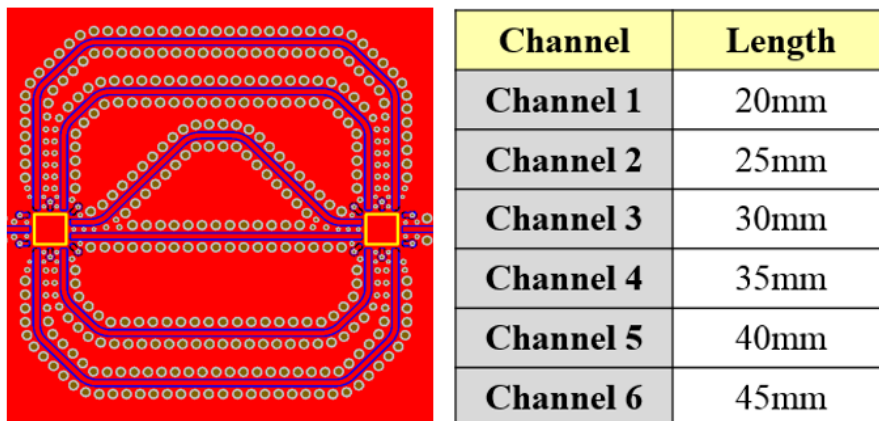 Channel Length
Channel 1 20mm
Channel 2 25mm
Channel 3 30mm
Channel 4 35mm
Channel 5 40mm
Channel 6 45mm